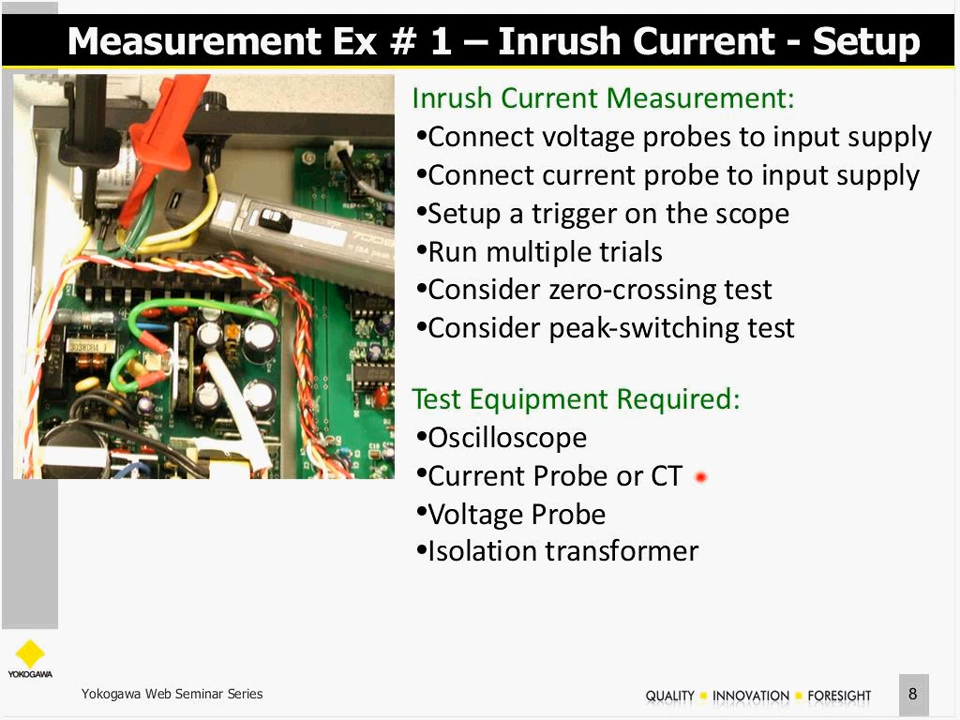 Measurement Ex # 1 – Inrush Current - Setup
Inrush Current Measurement:
•Connect voltage probes to input supply
•Connect current probe to input supply
•Setup a trigger on the scope
•Run multiple trials
•Consider zero-crossing test
•Consider peak-switching test
Test Equipment Required:
•Oscilloscope
•Current Probe or CT
•Voltage Probe
•Isolation transformer
YOKOGAWA
Yokogawa Web Seminar Series
QUALITY ■ INNOVATION ■ FORESIGHT
8